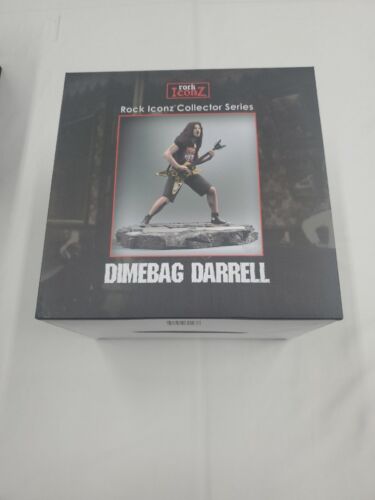 rock
IconZ
Rock Iconz Collector Series
DIMEBAG DARRELL